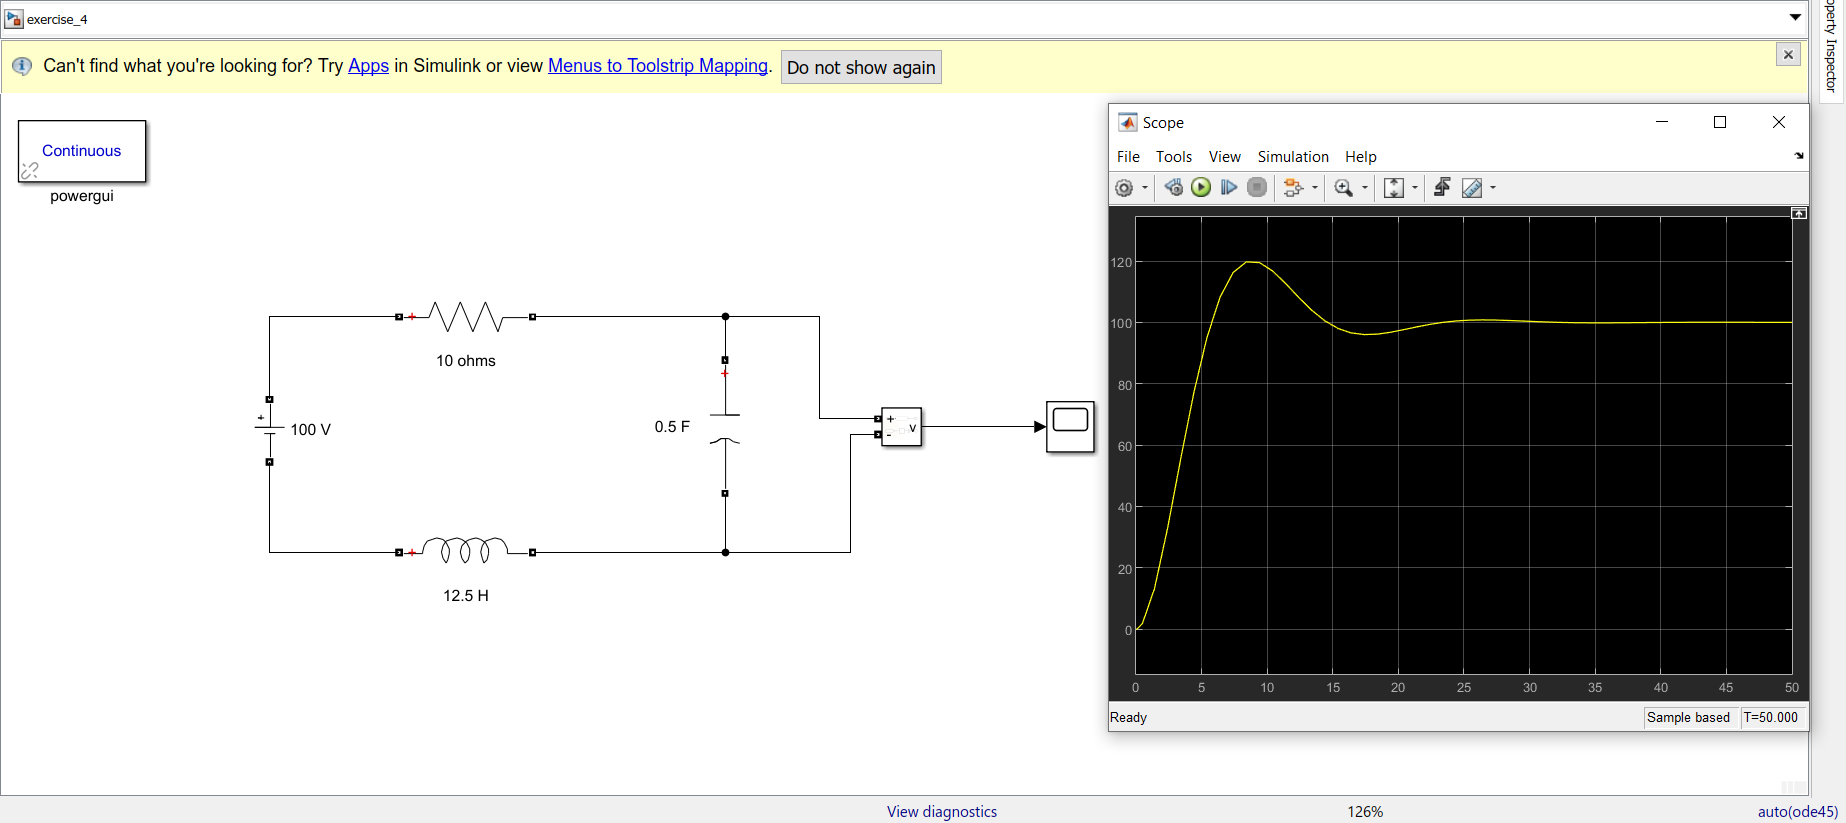 exercise_4
operty Inspector
Can't find what you're looking for? Try Apps in Simulink or view Menus to Toolstrip Mapping. Do not show again
Continuous
powergui
10 ohms
+
100 V
0.5 F
+
-
v
12.5 H
Scope
File Tools View Simulation Help
120
100
80
60
40
20
0
0 5 10 15 20 25 30 35 40 45 50
Ready Sample based T=50.000
View diagnostics 126% auto(ode45)